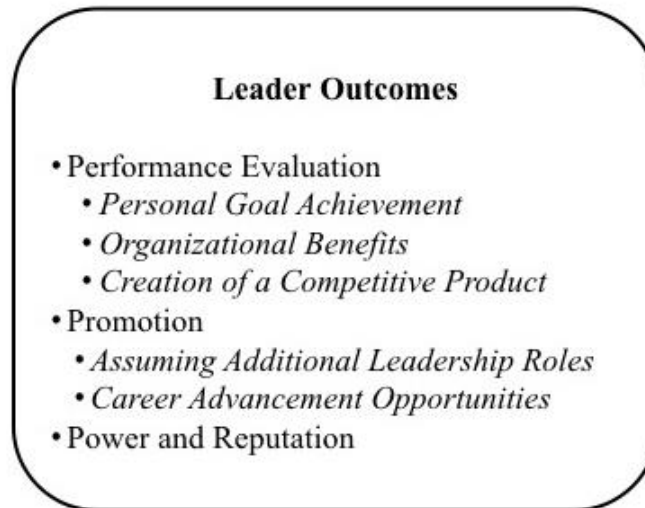 Leader Outcomes
• Performance Evaluation
• Personal Goal Achievement
• Organizational Benefits
• Creation of a Competitive Product
• Promotion
• Assuming Additional Leadership Roles
• Career Advancement Opportunities
• Power and Reputation